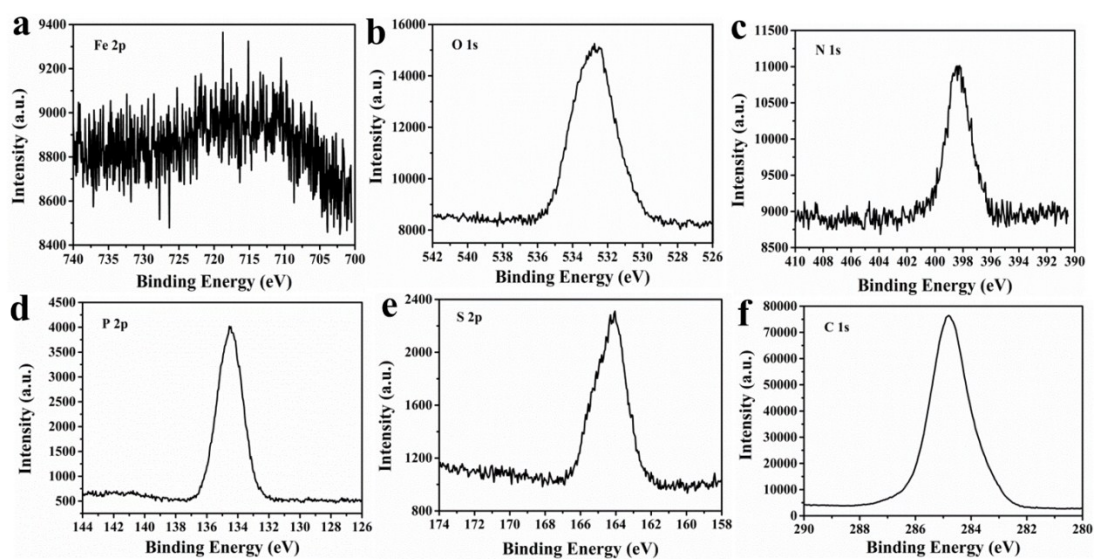 a
Fe 2p
Intensity (a.u.)
9400
9200
9000
8800
8600
8400
740 735 730 725 720 715 710 705 700
Binding Energy (eV)
b
O 1s
Intensity (a.u.)
16000
14000
12000
10000
8000
542 540 538 536 534 532 530 528 526
Binding Energy (eV)
c
N 1s
Intensity (a.u.)
11500
11000
10500
10000
9500
9000
8500
410 408 406 404 402 400 398 396 394 392 390
Binding Energy (eV)
d
P 2p
Intensity (a.u.)
4500
4000
3500
3000
2500
2000
1500
1000
500
144 142 140 138 136 134 132 130 128 126
Binding Energy (eV)
e
S 2p
Intensity (a.u.)
2400
2000
1600
1200
800
174 172 170 168 166 164 162 160 158
Binding Energy (eV)
f
C 1s
Intensity (a.u.)
80000
70000
60000
50000
40000
30000
20000
10000
0
290 288 286 284 282 280
Binding Energy (eV)